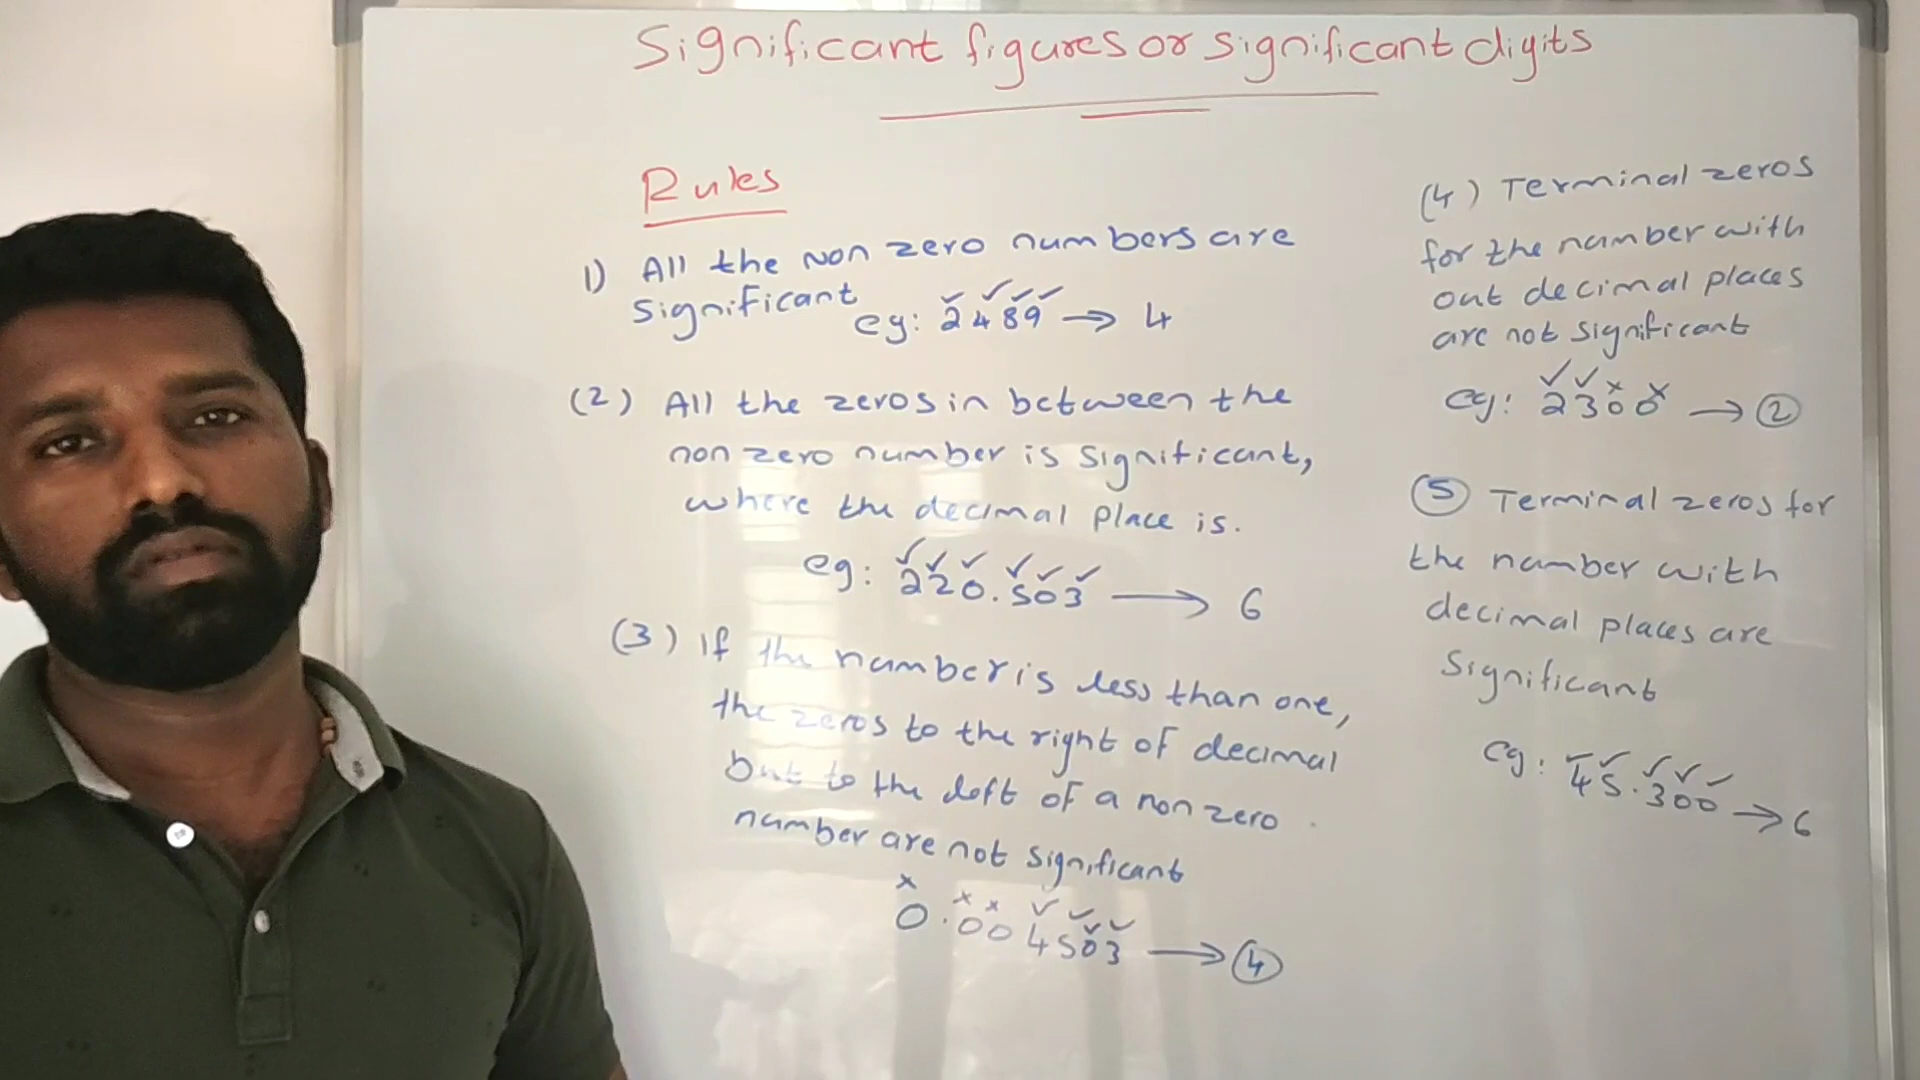 Significant figures or significant digits
Rules
1) All the non zero numbers are
significant eg: 2489 → 4
(2) All the zeros in between the
non zero number is significant,
where the decimal place is.
eg: 220.503 → 6
(3) If the number is less than one,
the zeros to the right of decimal
but to the left of a non zero
number are not significant
0.004503 → 4
(4) Terminal zeros
for the number with
out decimal places
are not significant
eg: 2300 → 2
5 Terminal zeros for
the number with
decimal places are
significant
eg: 45.300 → 6